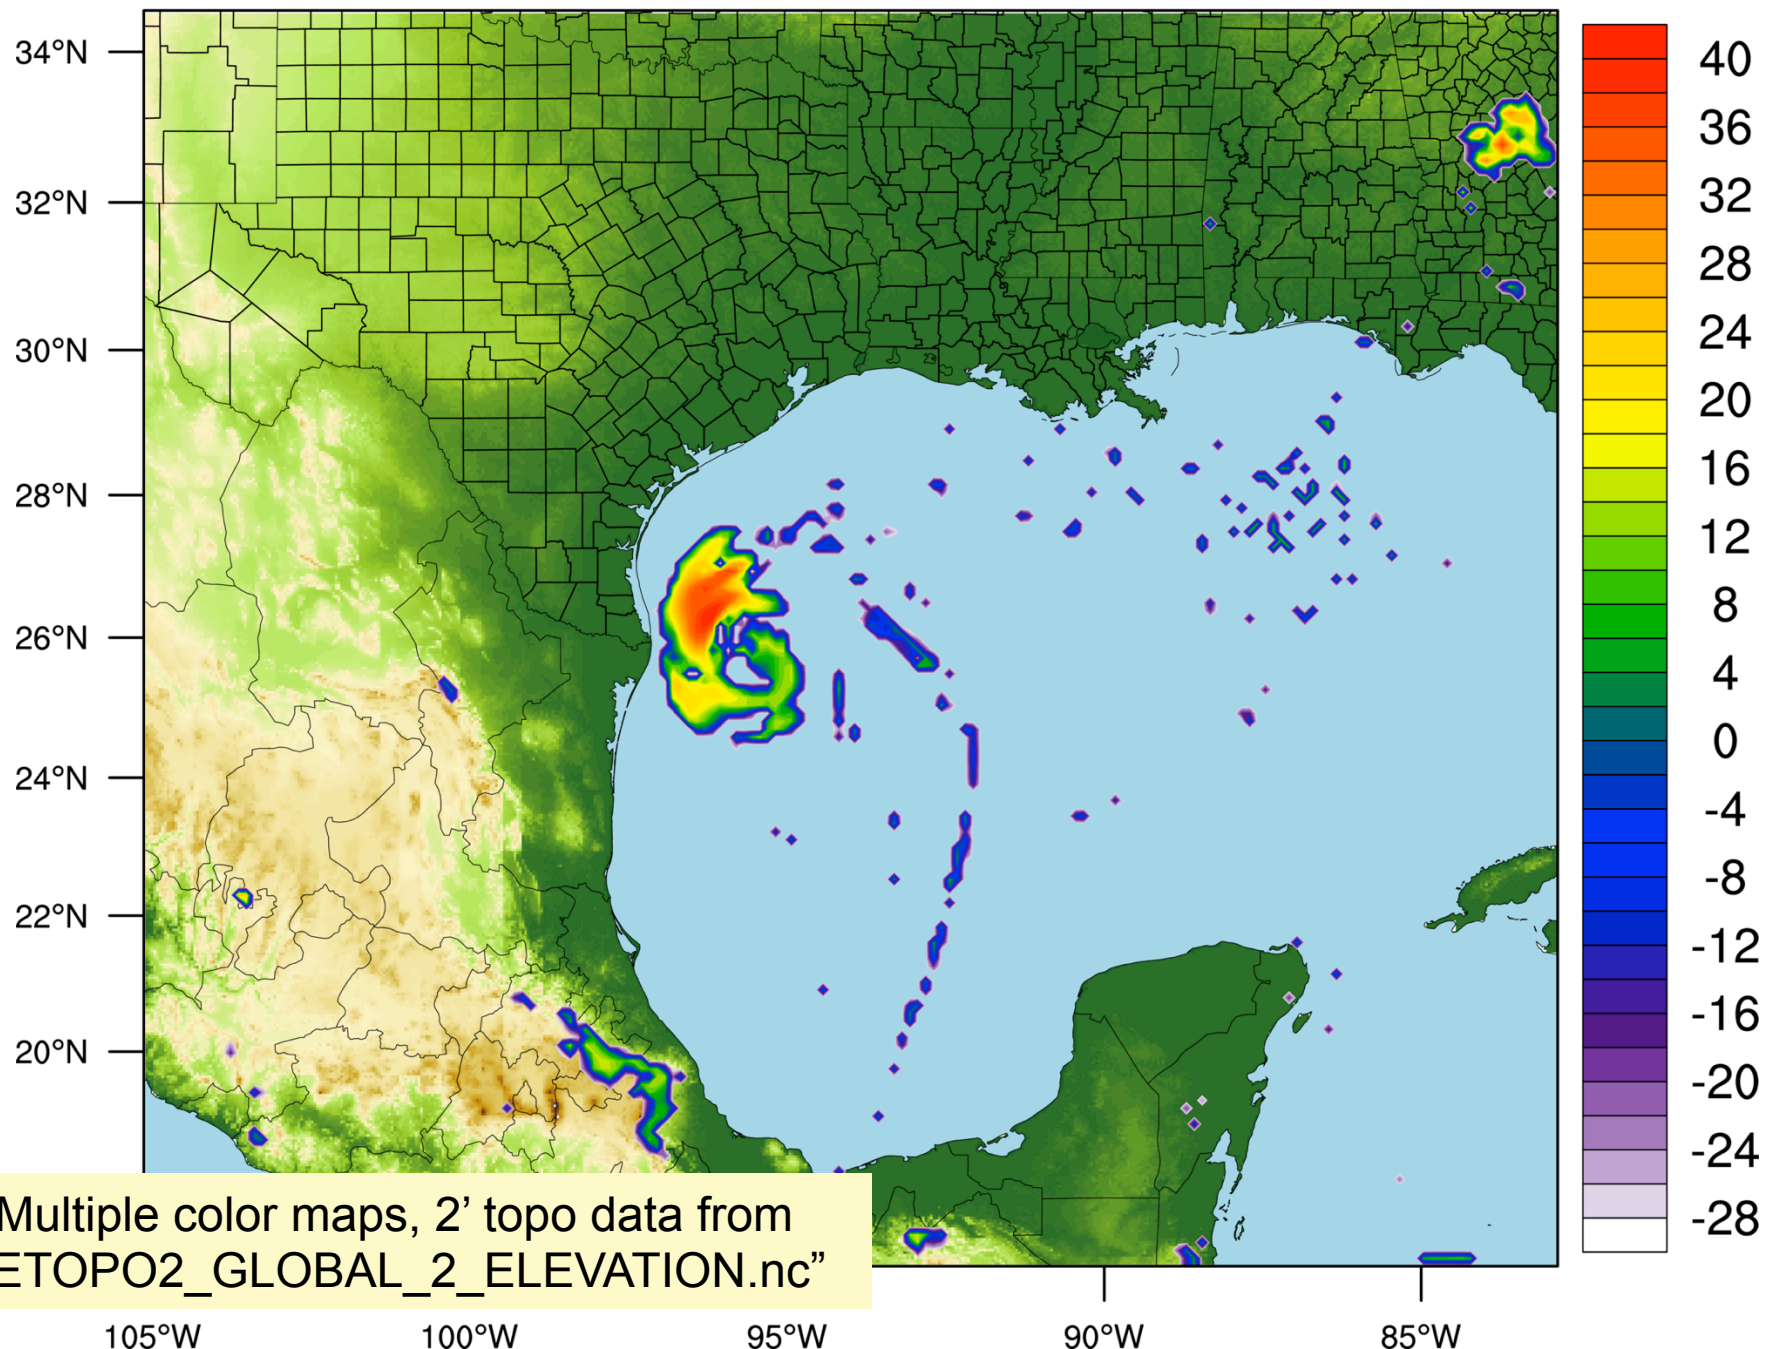 34°N
32°N
30°N
28°N
26°N
24°N
22°N
20°N
40
36
32
28
24
20
16
12
8
4
0
-4
-8
-12
-16
-20
-24
-28
Multiple color maps, 2’ topo data from
ETOPO2_GLOBAL_2_ELEVATION.nc”
105°W 100°W 95°W 90°W 85°W